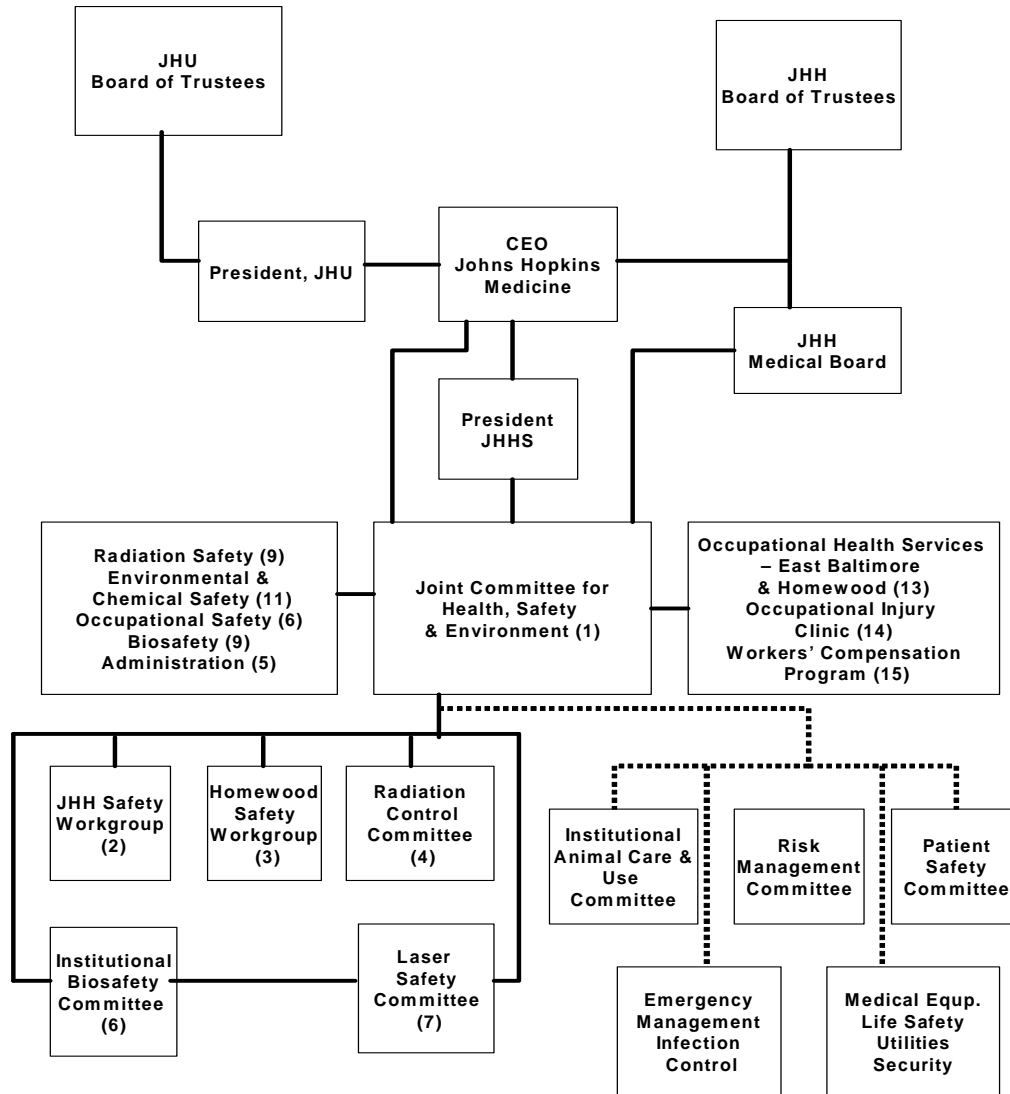 JHU
Board of Trustees
JHH
Board of Trustees
President, JHU
CEO
Johns Hopkins
Medicine
JHH
Medical Board
President
JHHS
Radiation Safety (9)
Environmental &
Chemical Safety (11)
Occupational Safety (6)
Biosafety (9)
Administration (5)
Joint Committee for
Health, Safety
& Environment (1)
Occupational Health Services
– East Baltimore
& Homewood (13)
Occupational Injury
Clinic (14)
Workers’ Compensation
Program (15)
JHH Safety
Workgroup
(2)
Homewood
Safety
Workgroup
(3)
Radiation
Control
Committee
(4)
Institutional
Animal Care &
Use
Committee
Risk
Management
Committee
Patient
Safety
Committee
Institutional
Biosafety
Committee
(6)
Laser
Safety
Committee
(7)
Emergency
Management
Infection
Control
Medical Equp.
Life Safety
Utilities
Security